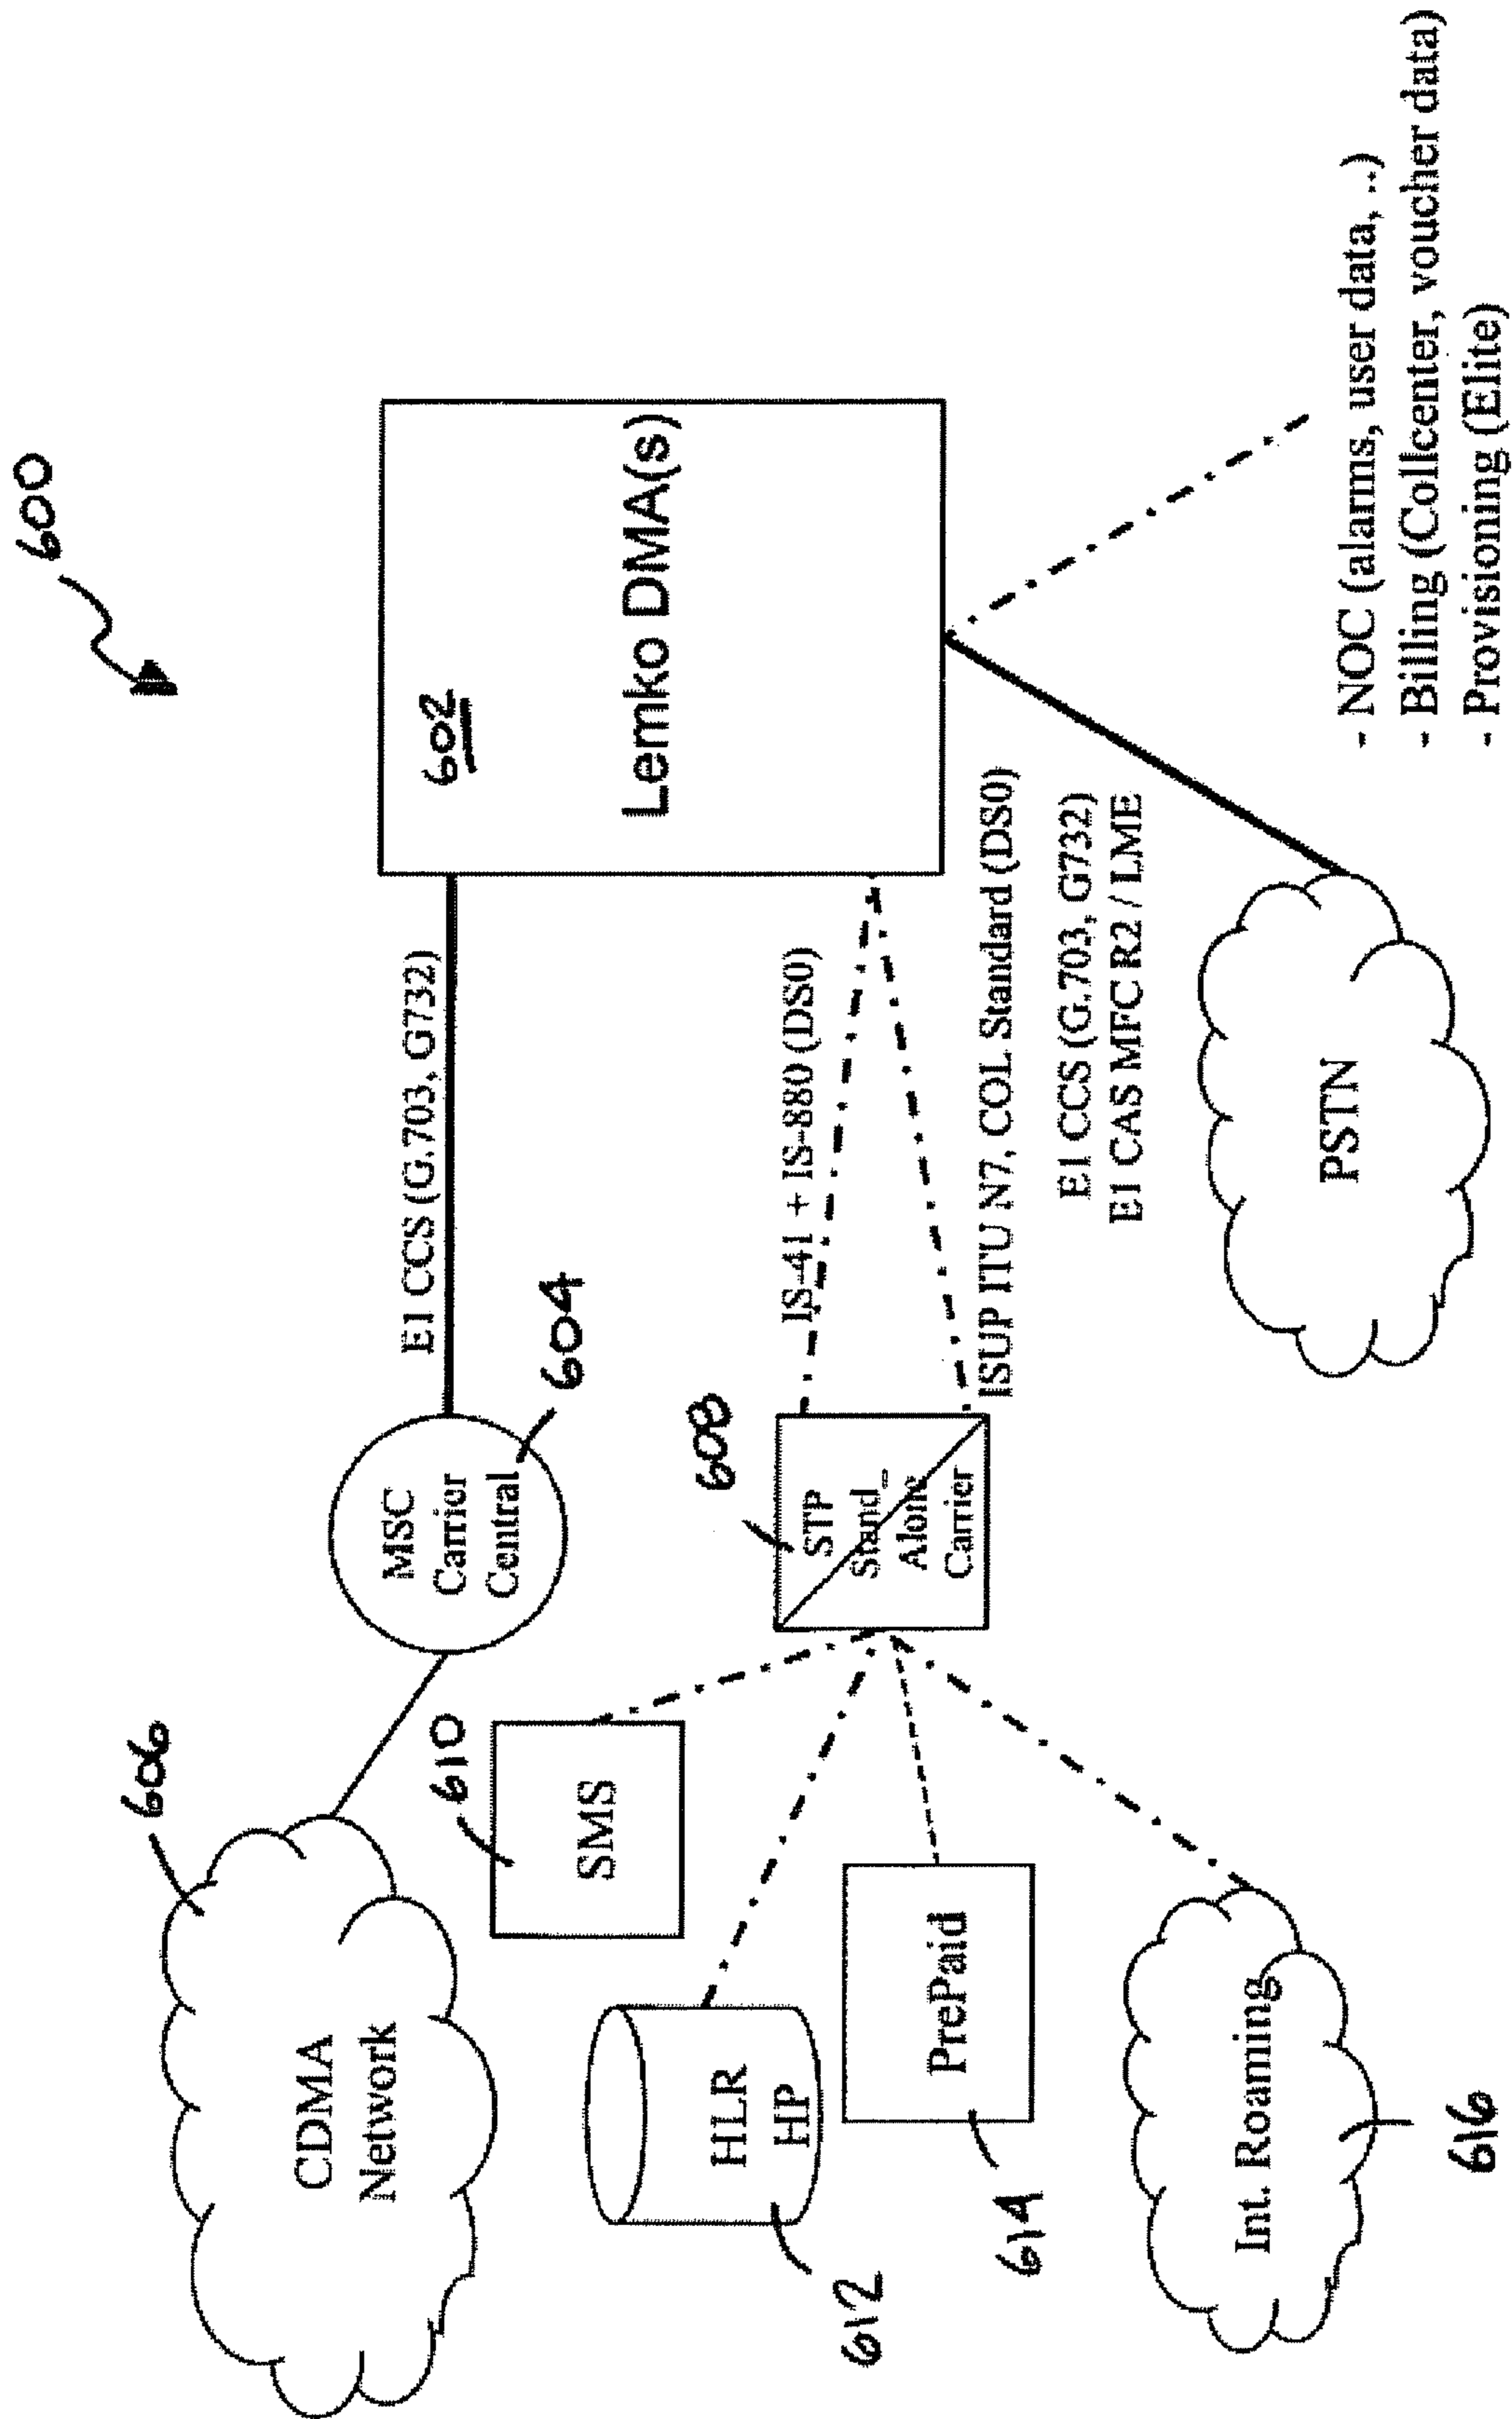 600
606
CDMA
Network
MSC
Carrier
Central
604
E1 CCS (G.703, G732)
602
Lemko DMA(s)
610
SMS
608
STP
Stand_
Alone
Carrier
IS-41 + IS-880 (DS0)
ISUP ITU N7, COL Standard (DS0)
612
HLR
HP
614
PrePaid
616
Int. Roaming
E1 CCS (G.703, G732)
E1 CAS MFC R2 / LME
PSTN
- NOC (alarms, user data, ..)
- Billing (Collcenter, voucher data)
- Provisioning (Elite)